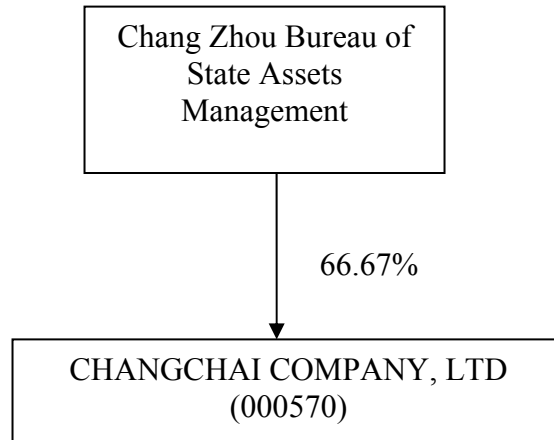 Chang Zhou Bureau of
State Assets
Management
66.67%
CHANGCHAI COMPANY, LTD
(000570)